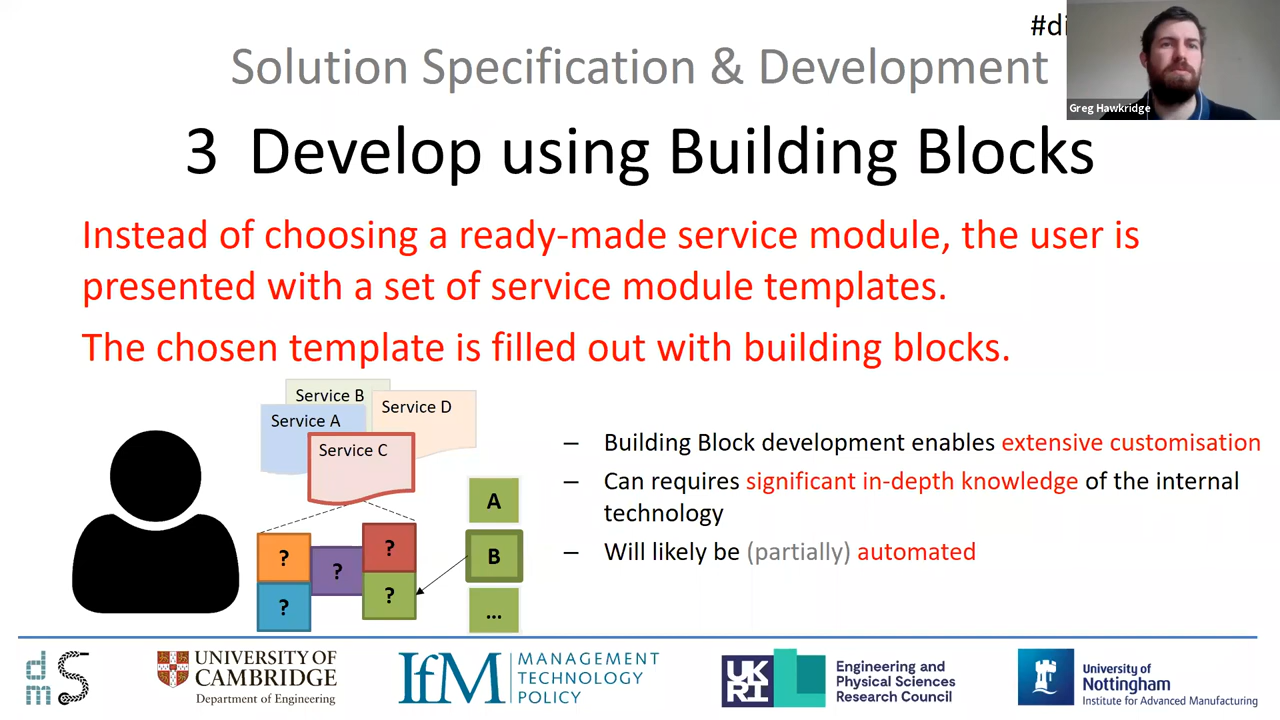 #di
Solution Specification & Development
Greg Hawkridge
3 Develop using Building Blocks
Instead of choosing a ready-made service module, the user is
presented with a set of service module templates.
The chosen template is filled out with building blocks.
Service B
Service D
Service A
Service C
– Building Block development enables extensive customisation
– Can requires significant in-depth knowledge of the internal
technology
– Will likely be (partially) automated
A
B
...
?
?
?
?
?
dm S
UNIVERSITY OF
CAMBRIDGE
Department of Engineering
IfM
MANAGEMENT
TECHNOLOGY
POLICY
UK
RI
Engineering and
Physical Sciences
Research Council
University of
Nottingham
Institute for Advanced Manufacturing